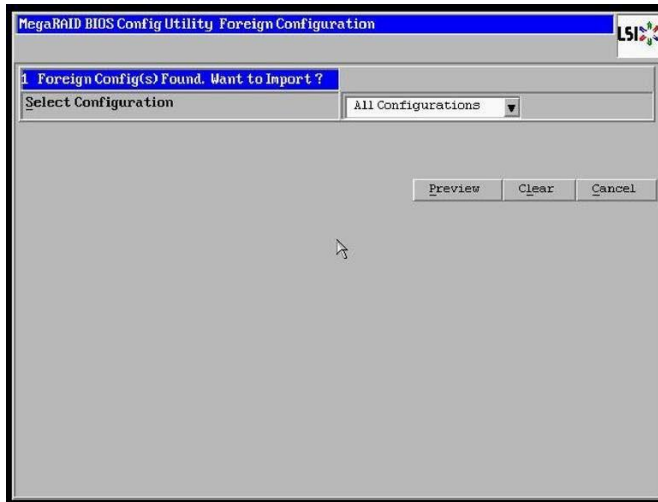 MegaRAID BIOS Config Utility Foreign Configuration
LSI
1 Foreign Config(s) Found. Want to Import ?
Select Configuration
All Configurations
Preview Clear Cancel